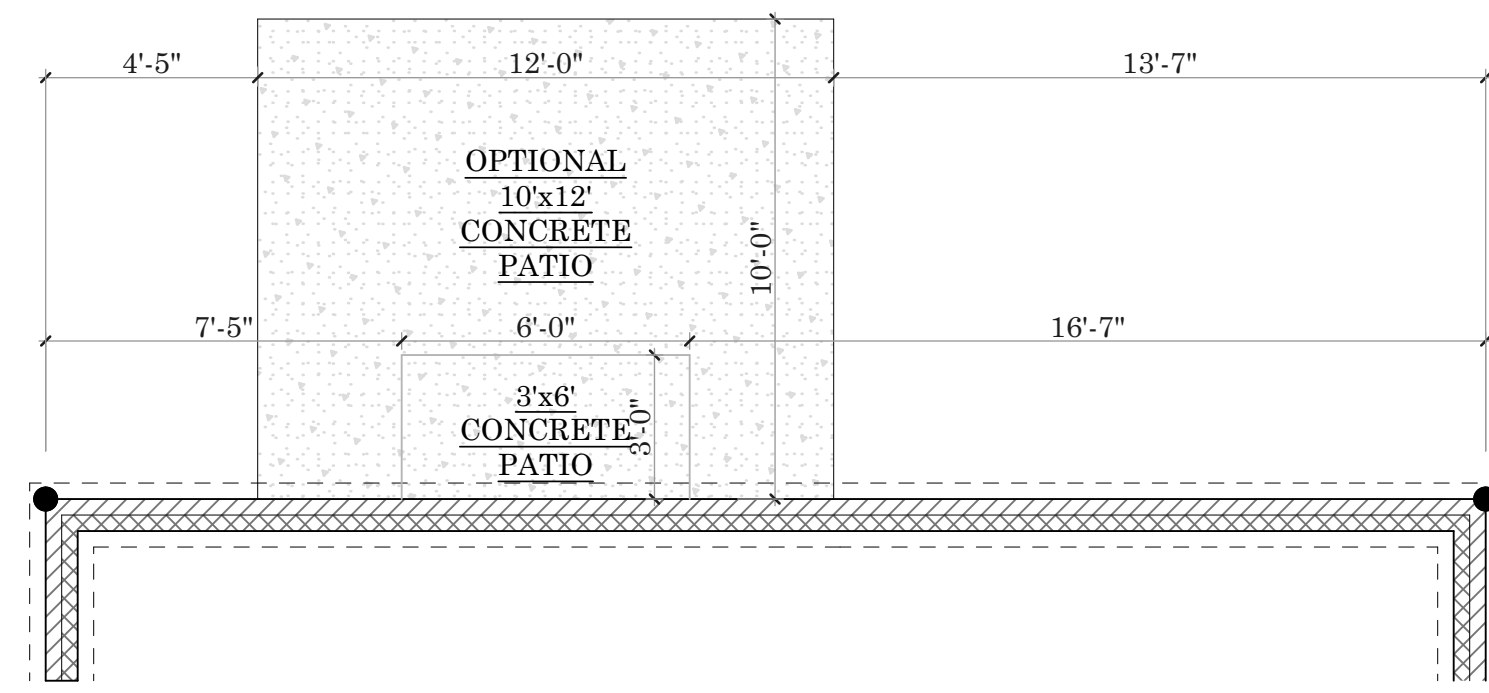 4'-5"
12'-0"
13'-7"
OPTIONAL
10'x12'
CONCRETE
PATIO
10'-0"
7'-5"
6'-0"
16'-7"
3'x6'
CONCRETE
PATIO
3'-0"